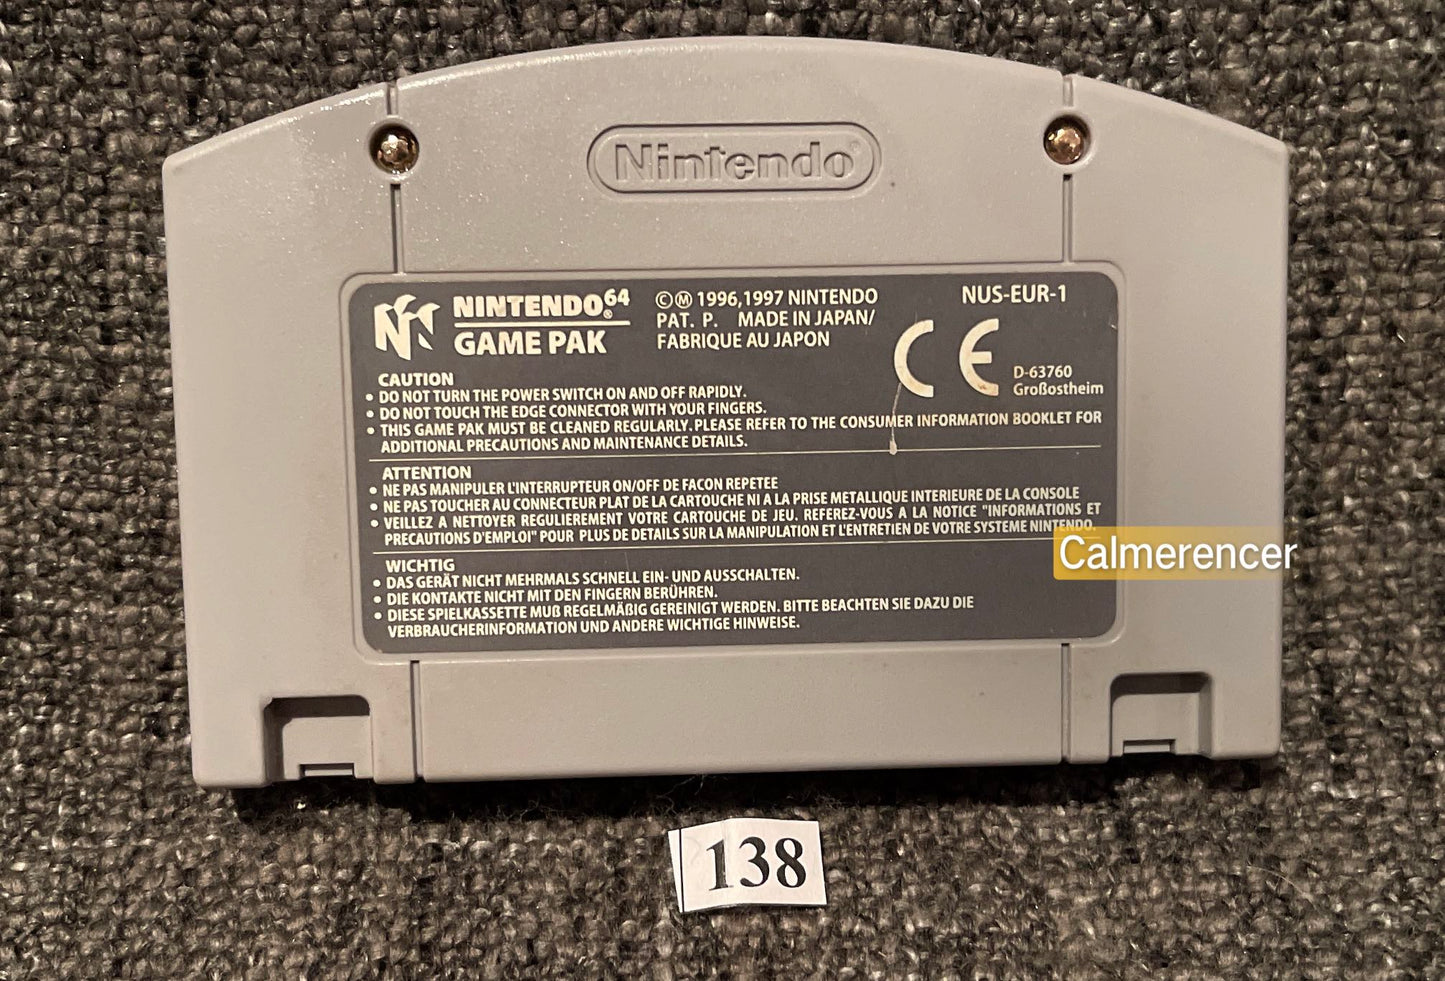 Nintendo®
NINTENDO64®
GAME PAK
©Ⓜ 1996,1997 NINTENDO
PAT. P. MADE IN JAPAN/
FABRIQUE AU JAPON
NUS-EUR-1
CE
D-63760
Großostheim
CAUTION
• DO NOT TURN THE POWER SWITCH ON AND OFF RAPIDLY.
• DO NOT TOUCH THE EDGE CONNECTOR WITH YOUR FINGERS.
• THIS GAME PAK MUST BE CLEANED REGULARLY. PLEASE REFER TO THE CONSUMER INFORMATION BOOKLET FOR
ADDITIONAL PRECAUTIONS AND MAINTENANCE DETAILS.
ATTENTION
• NE PAS MANIPULER L'INTERRUPTEUR ON/OFF DE FACON REPETEE
• NE PAS TOUCHER AU CONNECTEUR PLAT DE LA CARTOUCHE NI A LA PRISE METALLIQUE INTERIEURE DE LA CONSOLE
• VEILLEZ A NETTOYER REGULIEREMENT VOTRE CARTOUCHE DE JEU. REFEREZ-VOUS A LA NOTICE "INFORMATIONS ET
PRECAUTIONS D'EMPLOI" POUR PLUS DE DETAILS SUR LA MANIPULATION ET L'ENTRETIEN DE VOTRE SYSTEME NINTENDO.
Calmerencer
WICHTIG
• DAS GERÄT NICHT MEHRMALS SCHNELL EIN- UND AUSSCHALTEN.
• DIE KONTAKTE NICHT MIT DEN FINGERN BERÜHREN.
• DIESE SPIELKASSETTE MUß REGELMÄßIG GEREINIGT WERDEN. BITTE BEACHTEN SIE DAZU DIE
VERBRAUCHERINFORMATION UND ANDERE WICHTIGE HINWEISE.
138